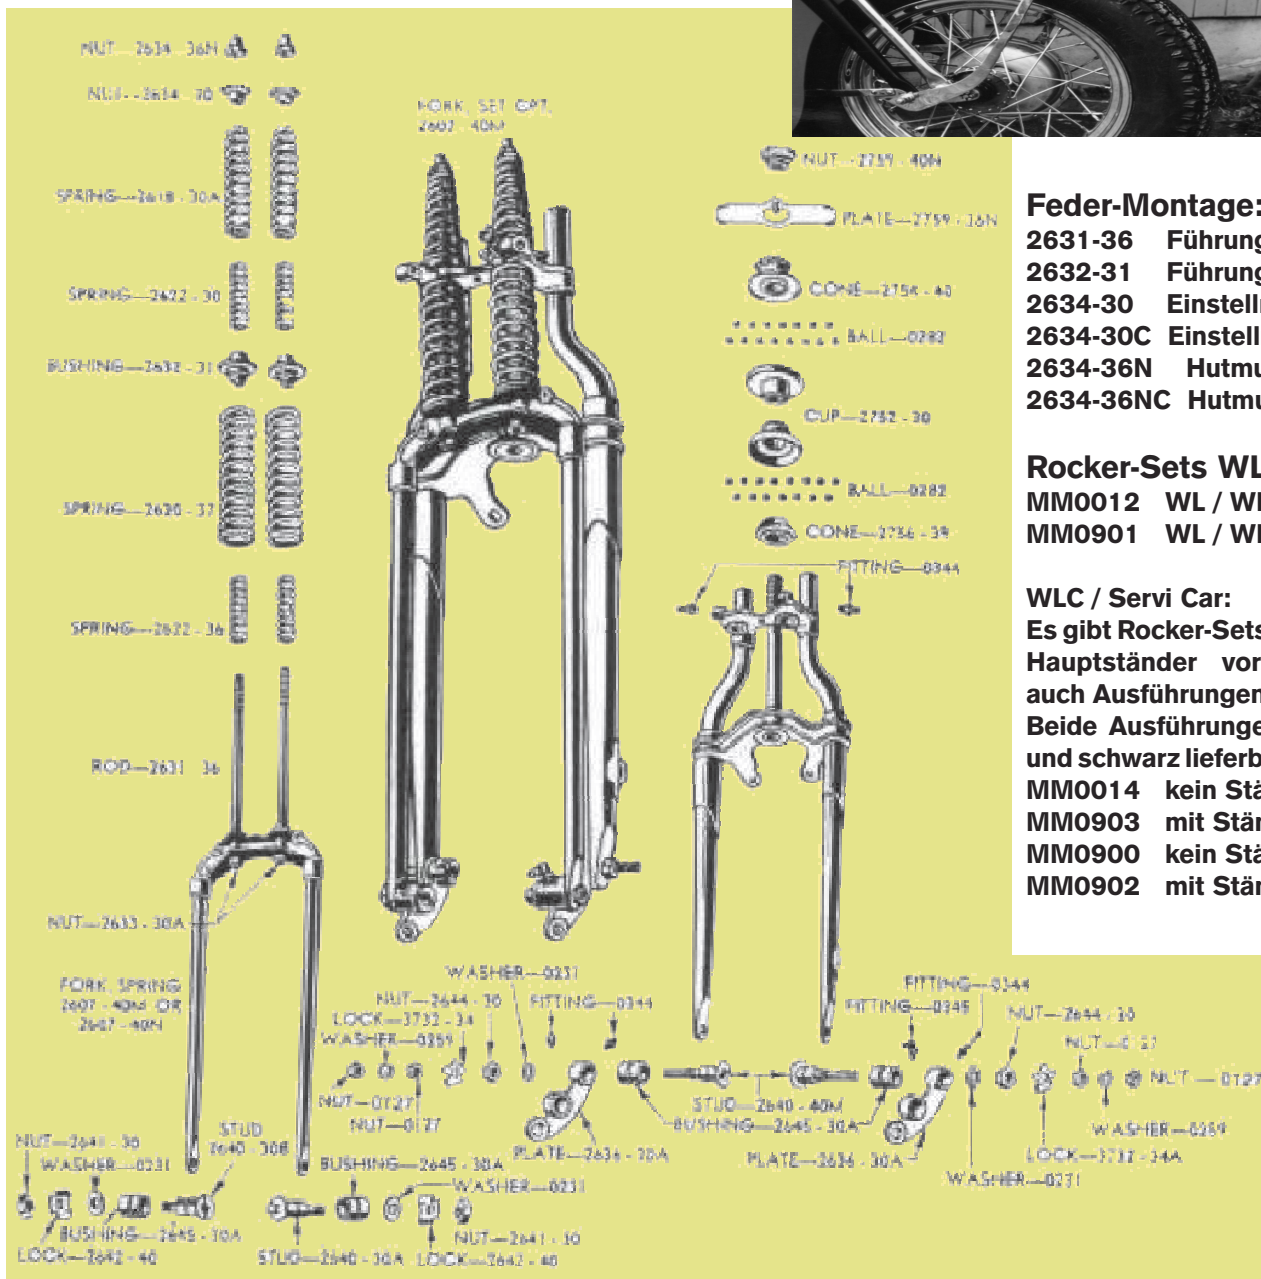 NUT—2634-36N
NUT—2634-30
FORK, SET OPT.
2607-40M
SPRING—2618-30A
SPRING—2622-30
BUSHING—2632-31
SPRING—2620-37
SPRING—2622-36
ROD—2631-36
NUT—2633-30A
FORK, SPRING
2607-40M OR
2607-40N
NUT—2759-40N
PLATE—2759-36N
CONE—
BALL—0282
CUP—2752-30
BALL—0282
CONE—2756-39
FITTING—0344
Feder-Montage:
2631-36 Führung
2632-31 Führung
2634-30 Einstell
2634-30C Einstell
2634-36N Hutmu
2634-36NC Hutmu
Rocker-Sets WL
MM0012 WL / W
MM0901 WL / W
WLC / Servi Car:
Es gibt Rocker-Sets
Hauptständer vor
auch Ausführungen
Beide Ausführunge
und schwarz lieferb
MM0014 kein Stä
MM0903 mit Stän
MM0900 kein Stä
MM0902 mit Stän
WASHER—0231
NUT—2644-30
FITTING—0344
LOCK—3732-34
WASHER—0259
NUT—0127
NUT—0127
STUD—2640-40M
BUSHING—2645-30A
PLATE—2636-30A
PLATE—2636-30A
FITTING—0344
FITTING—0345
NUT—2644-30
NUT—0127
NUT—0127
WASHER—0259
LOCK—3732-34A
WASHER—0231
NUT—2641-30
STUD
2640-30B
WASHER—0231
BUSHING—2645-30A
WASHER—0231
BUSHING—2645-30A
LOCK—2642-40
STUD—2640-30A
LOCK—2642-40
NUT—2641-30